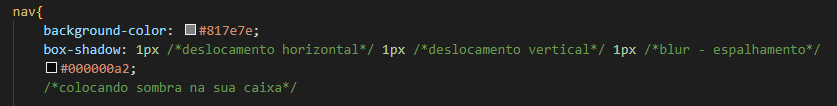 nav{
background-color: #817e7e;
box-shadow: 1px /*deslocamento horizontal*/ 1px /*deslocamento vertical*/ 1px /*blur - espalhamento*/
#000000a2;
/*colocando sombra na sua caixa*/